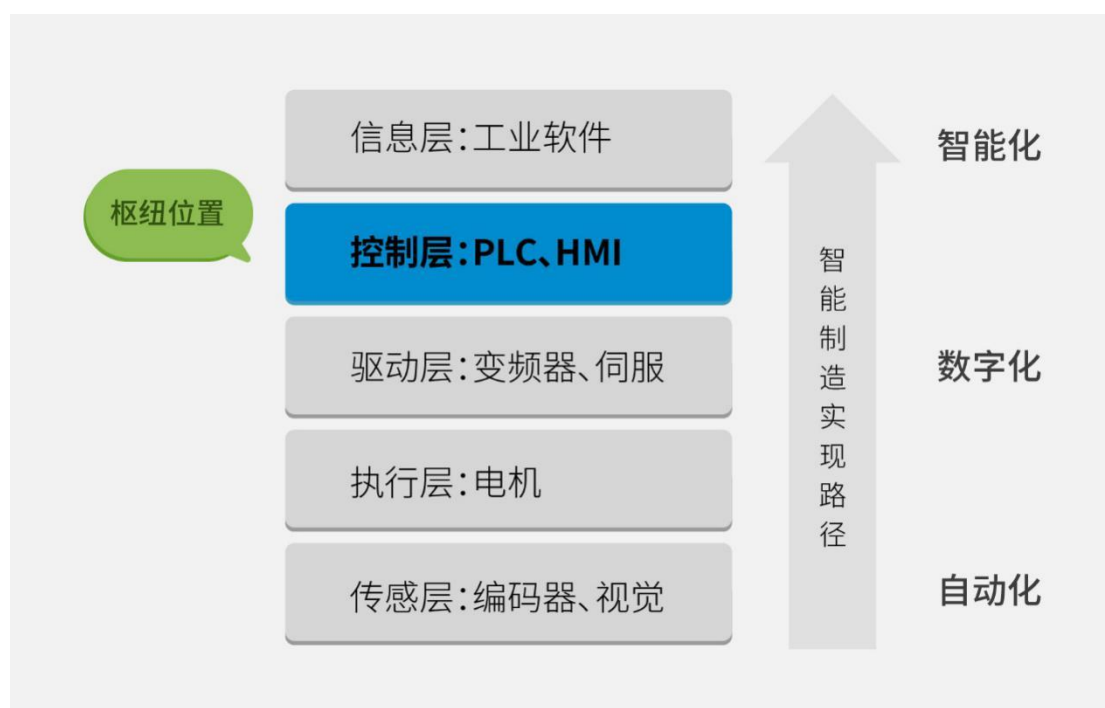 信息层：工业软件
智能化
枢纽位置
控制层：PLC、HMI
智能制造实现路径
驱动层：变频器、伺服
数字化
执行层：电机
传感层：编码器、视觉
自动化